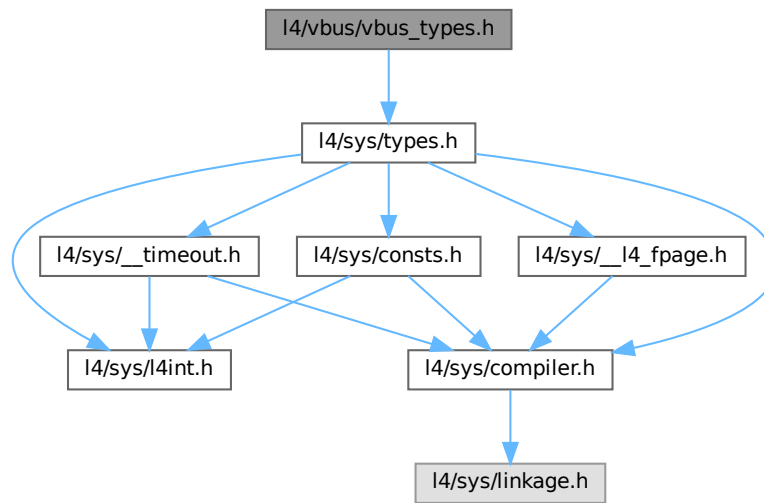 l4/vbus/vbus_types.h
l4/sys/types.h
l4/sys/__timeout.h
l4/sys/consts.h
l4/sys/__l4_fpage.h
l4/sys/l4int.h
l4/sys/compiler.h
l4/sys/linkage.h